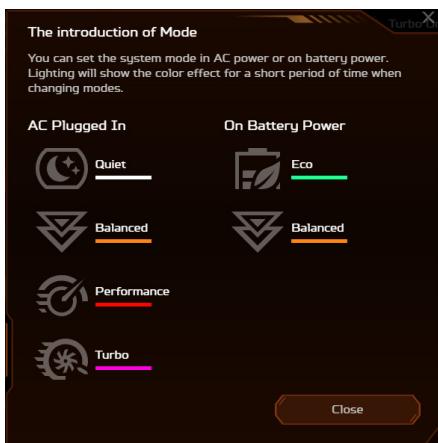 Turbo
The introduction of Mode
You can set the system mode in AC power or on battery power.
Lighting will show the color effect for a short period of time when
changing modes.
AC Plugged In
On Battery Power
Quiet
Eco
Balanced
Balanced
Performance
Turbo
Close